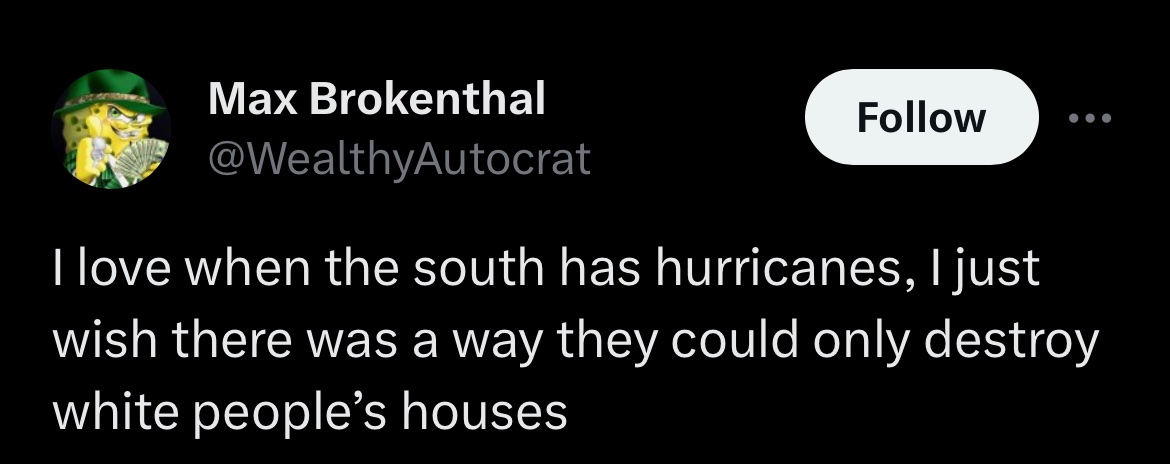 Max Brokenthal
@WealthyAutocrat
Follow
I love when the south has hurricanes, I just
wish there was a way they could only destroy
white people’s houses